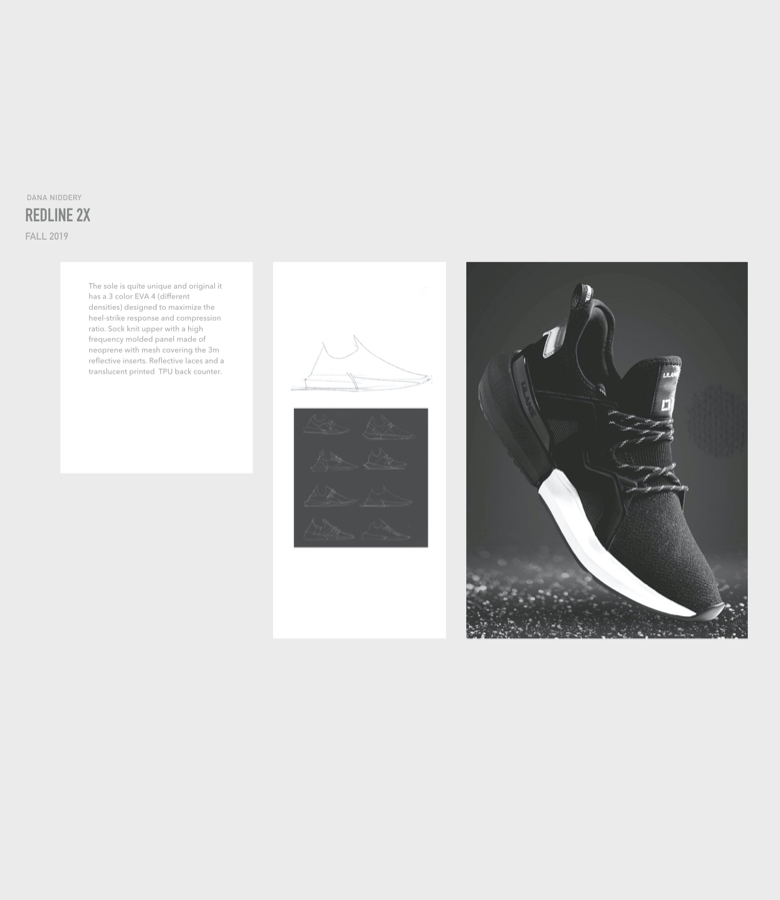 DANA NIDDERY
REDLINE 2X
FALL 2019
The sole is quite unique and original it
has a 3 color EVA 4 (different
densities) designed to maximize the
heel-strike response and compression
ratio. Sock knit upper with a high
frequency molded panel made of
neoprene with mesh covering the 3m
reflective inserts. Reflective laces and a
translucent printed  TPU back counter.